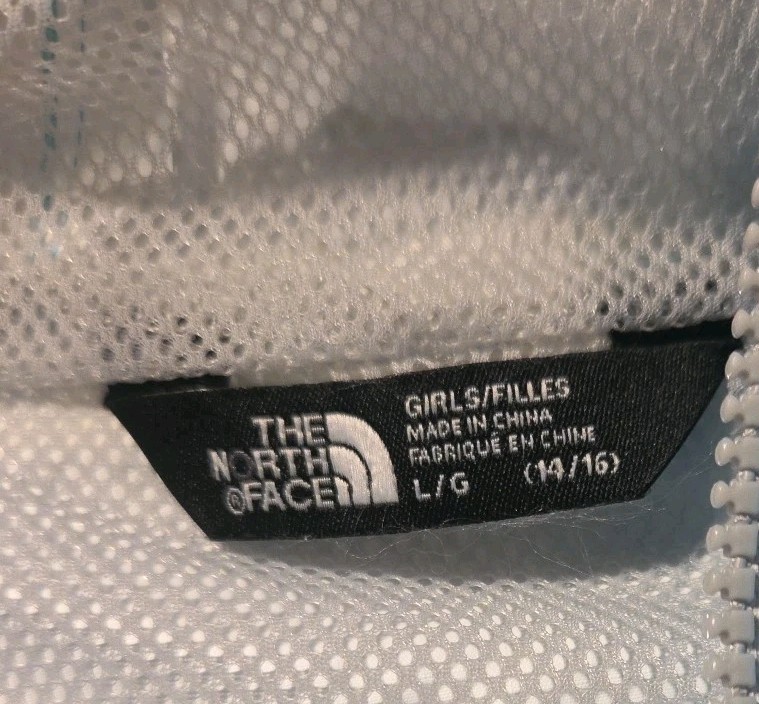 THE
NORTH
®FACE
GIRLS/FILLES
MADE IN CHINA
FABRIQUÉ EN CHINE
L/G (14/16)